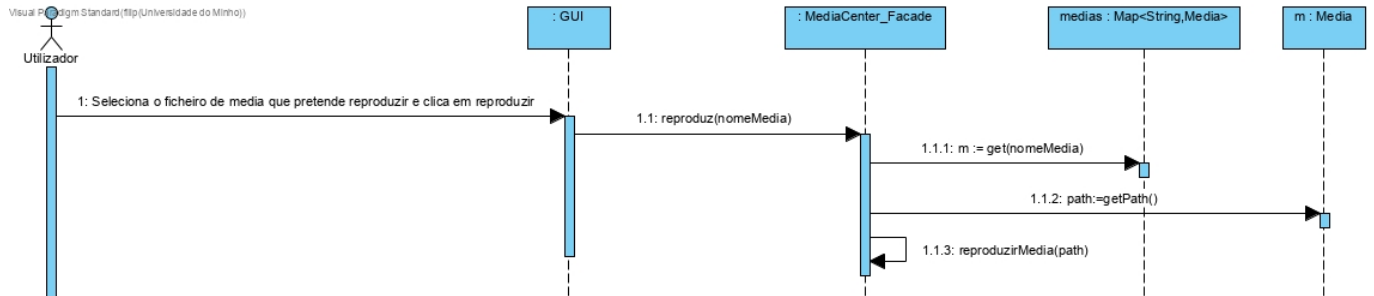 Visual Paradigm Standard(filip(Universidade do Minho))
: GUI
: MediaCenter_Facade
medias : Map<String,Media>
m : Media
Utilizador
1: Seleciona o ficheiro de media que pretende reproduzir e clica em reproduzir
1.1: reproduz(nomeMedia)
1.1.1: m := get(nomeMedia)
1.1.2: path:=getPath()
1.1.3: reproduzirMedia(path)